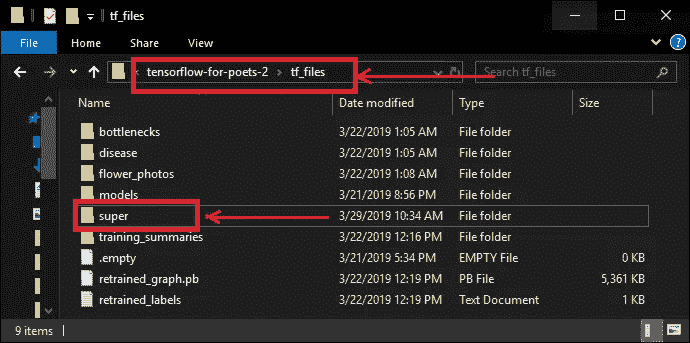 tf_files
File Home Share View
tensorflow-for-poets-2 tf_files Search tf_files
Name Date modified Type Size
bottlenecks 3/22/2019 1:05 AM File folder
disease 3/22/2019 1:05 AM File folder
flower_photos 3/22/2019 1:08 AM File folder
models 3/21/2019 8:56 PM File folder
super 3/29/2019 10:34 AM File folder
training_summaries 3/22/2019 12:16 PM File folder
.empty 3/21/2019 5:34 PM EMPTY File 0 KB
retrained_graph.pb 3/22/2019 12:19 PM PB File 5,361 KB
retrained_labels 3/22/2019 12:19 PM Text Document 1 KB
9 items